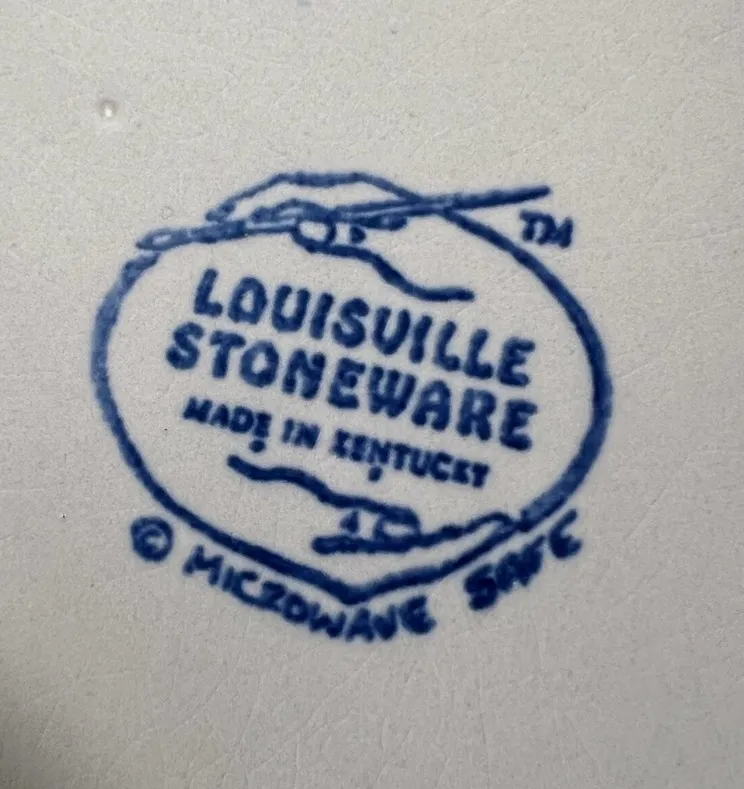 TM
LOUISVILLE
STONEWARE
MADE IN KENTUCKY
© MICROWAVE SAFE